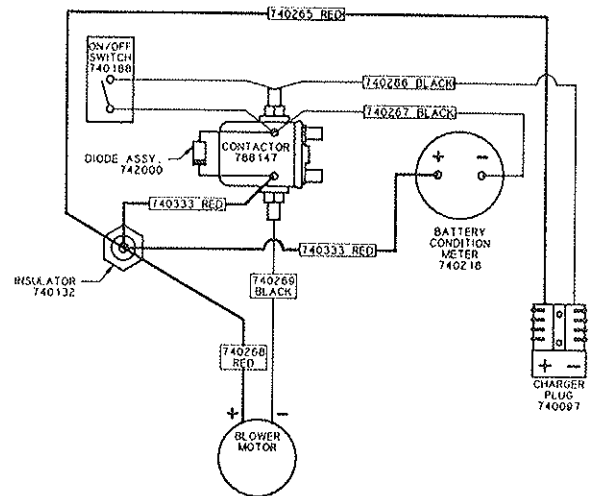 740265 RED
ON/OFF
SWITCH
740188
740266 BLACK
740267 BLACK
CONTACTOR
788147
DIODE ASSY.
742000
+ -
740333 RED
BATTERY
CONDITION
METER
740218
740333 RED
INSULATOR
740132
740269
BLACK
740268
RED
+ -
CHARGER
PLUG
740097
+ -
BLOWER
MOTOR